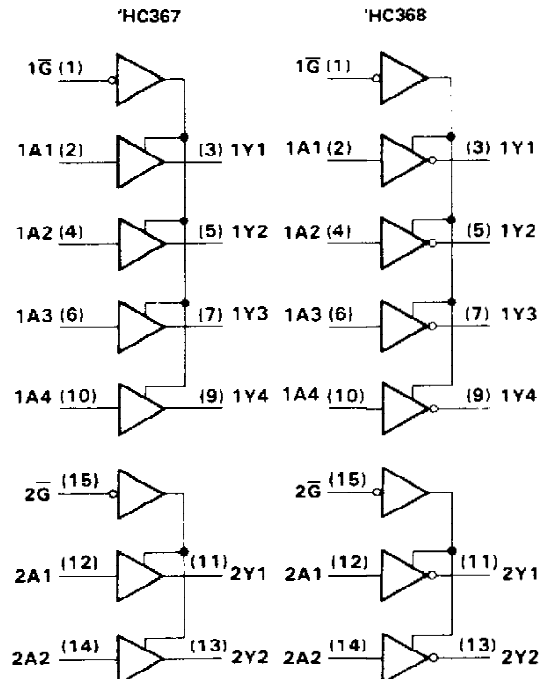 'HC367 'HC368
1G̅ (1) 1G̅ (1)
1A1 (2) (3) 1Y1 1A1 (2) (3) 1Y1
1A2 (4) (5) 1Y2 1A2 (4) (5) 1Y2
1A3 (6) (7) 1Y3 1A3 (6) (7) 1Y3
1A4 (10) (9) 1Y4 1A4 (10) (9) 1Y4
2G̅ (15) 2G̅ (15)
2A1 (12) (11) 2Y1 2A1 (12) (11) 2Y1
2A2 (14) (13) 2Y2 2A2 (14) (13) 2Y2